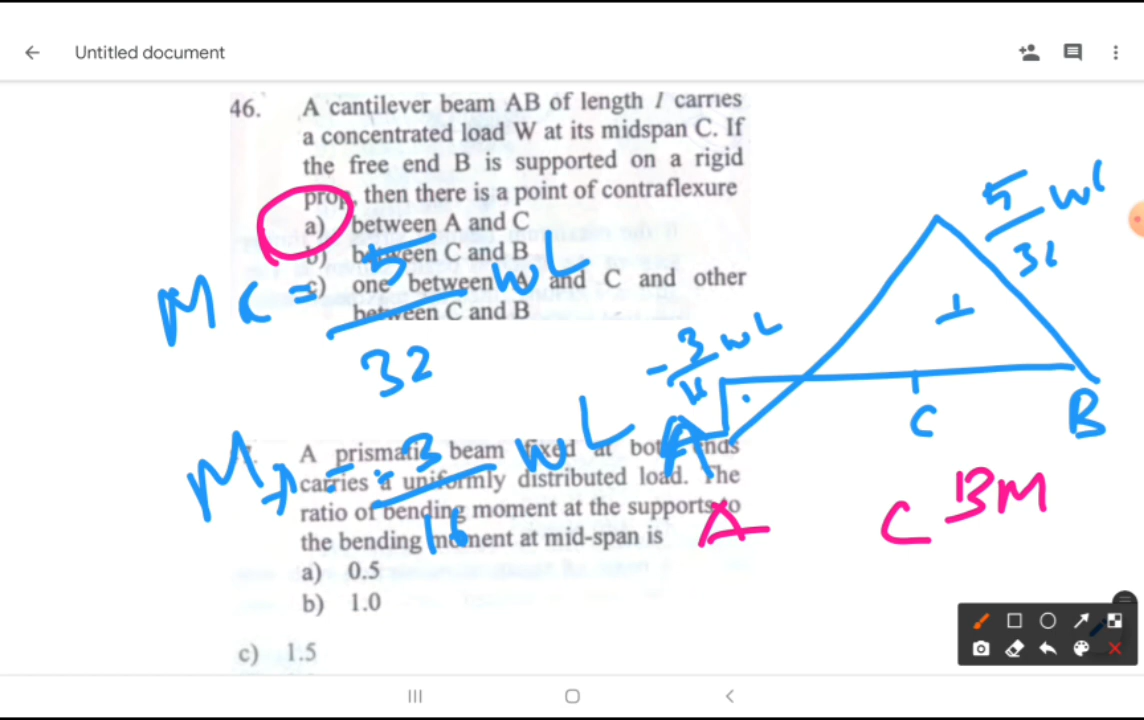 Untitled document
46. A cantilever beam AB of length l carries
a concentrated load W at its midspan C. If
the free end B is supported on a rigid
prop, then there is a point of contraflexure
a) between A and C
b) between C and B
c) one between A and C and other
between C and B
MC = 5/32 WL
5/32 WL
-3/16 WL
A C B
MA = -3/16 WL
A prismatic beam fixed at both ends
carries a uniformly distributed load. The
ratio of bending moment at the supports to
the bending moment at mid-span is
A C BM
a) 0.5
b) 1.0
c) 1.5